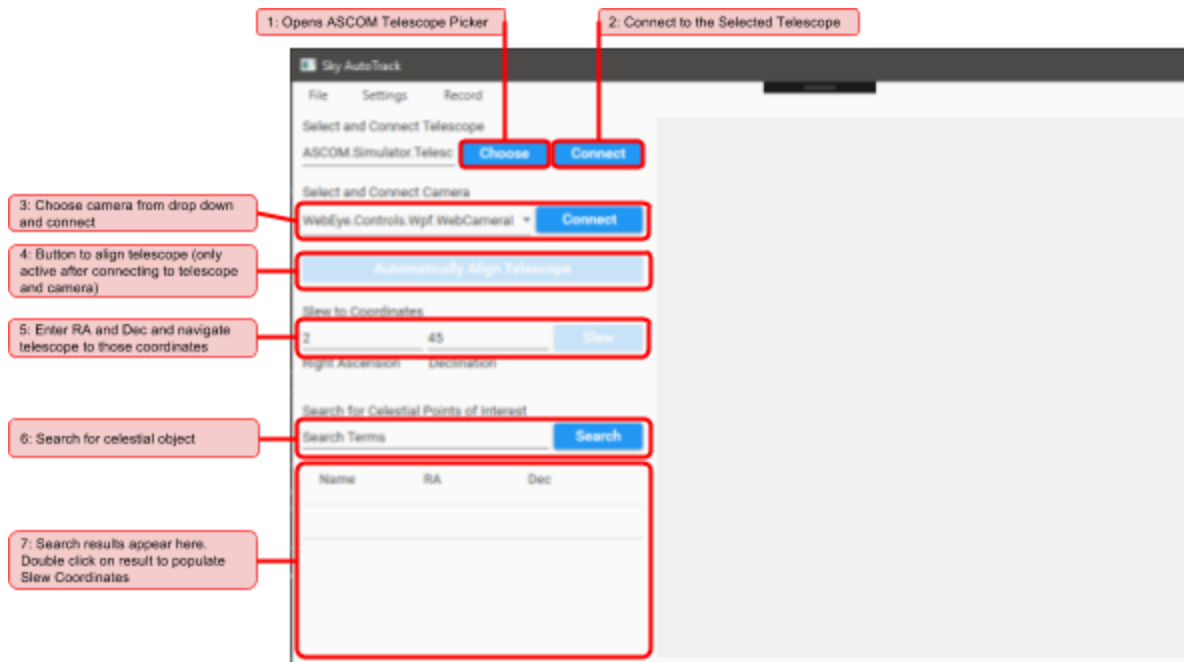 1: Opens ASCOM Telescope Picker
2: Connect to the Selected Telescope
Sky AutoTrack
File Settings Record
Select and Connect Telescope
ASCOM.Simulator.Telesc Choose Connect
Select and Connect Camera
3: Choose camera from drop down
and connect
WebEye.Controls.Wpf.WebCameraI Connect
4: Button to align telescope (only
active after connecting to telescope
and camera)
Automatically Align Telescope
Slew to Coordinates
5: Enter RA and Dec and navigate
telescope to those coordinates
2 45 Slew
Right Ascension Declination
Search for Celestial Points of Interest
6: Search for celestial object
Search Terms Search
Name RA Dec
7: Search results appear here.
Double click on result to populate
Slew Coordinates